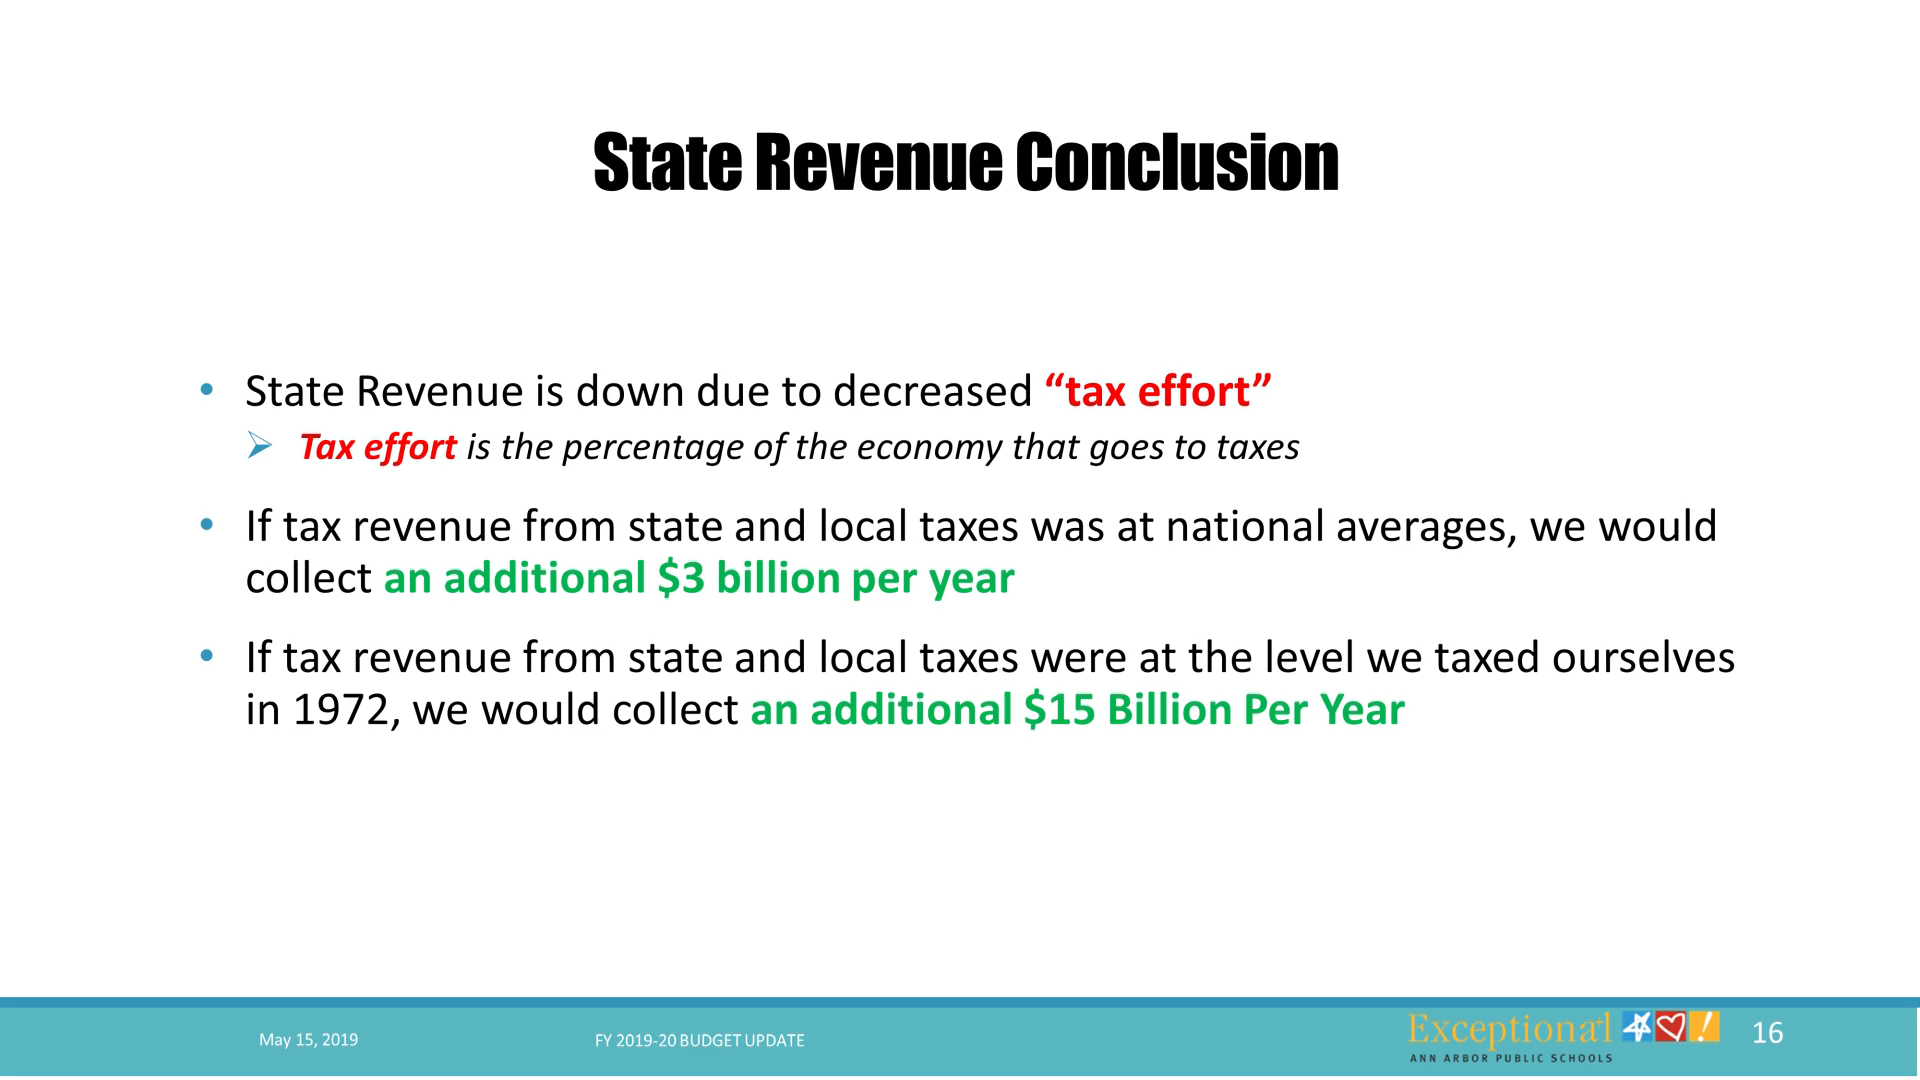 State Revenue Conclusion
• State Revenue is down due to decreased “tax effort”
➢ Tax effort is the percentage of the economy that goes to taxes
• If tax revenue from state and local taxes was at national averages, we would
collect an additional $3 billion per year
• If tax revenue from state and local taxes were at the level we taxed ourselves
in 1972, we would collect an additional $15 Billion Per Year
May 15, 2019
FY 2019-20 BUDGET UPDATE
Exceptional
ANN ARBOR PUBLIC SCHOOLS
16